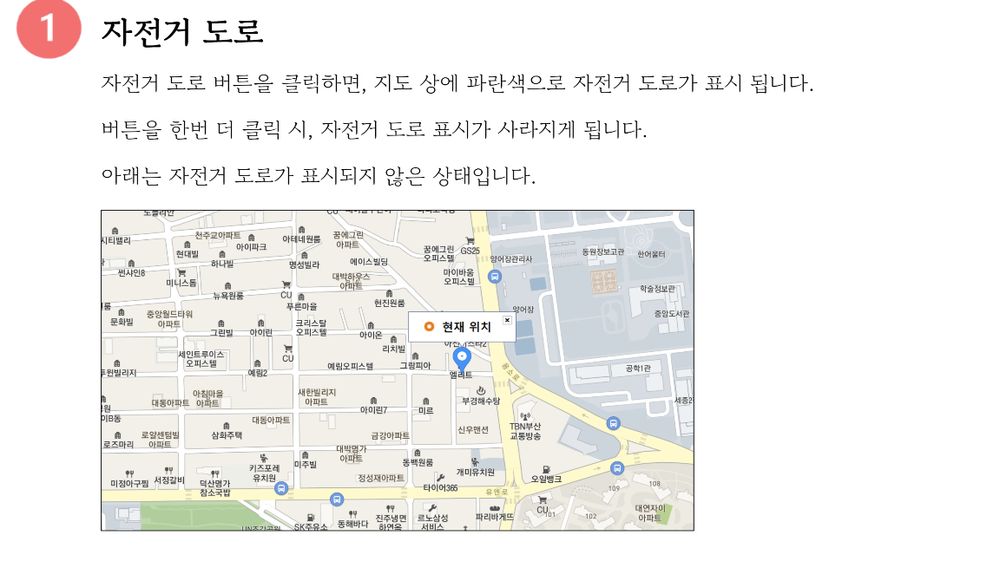 1 자전거 도로
자전거 도로 버튼을 클릭하면, 지도 상에 파란색으로 자전거 도로가 표시 됩니다.
버튼을 한번 더 클릭 시, 자전거 도로 표시가 사라지게 됩니다.
아래는 자전거 도로가 표시되지 않은 상태입니다.
시티밸리
천주교아파트
아이파크
아테네원룸
꿈에그린
아파트
꿈에그린
오피스텔
GS25
양어장관리사
동원장보고관
한어울터
현대빌
하나빌
명성빌라
에이스빌딩
썬샤인8
미니스톱
대박하우스
아파트
마이바움
오피스텔
학술정보관
뉴욕원룸
CU
푸른마을
현진원룸
문화빌
중앙월드타워
아파트
양어장
중앙도서관
그린빌
아이린
크리스탈
오피스텔
아이온
현재 위치
리치빌
세인트루이스
오피스텔
CU
예림2
예림오피스텔
그랑피아
엘리트
용소로
공학1관
투윈빌리지
아침마을
아파트
대동아파트
새한빌리지
아파트
아이린7
미르
부경해수탕
세종2
이B동
대동아파트
TBN부산
교통방송
로즈마리
로얄센텀빌
아파트
삼화주택
금강아파트
신우맨션
대박명가
아파트
키즈포레
유치원
미주빌
동백원룸
개미유치원
미정아구찜
서정갈비
덕산명가
참소국밥
정성재아파트
타이어365
유엔로
오일뱅크
108
109
CU
101
102
대연자이
아파트
UN조각공원
SK주유소
동해바다
진주냉면
하연옥
르노삼성
서비스
파리바게뜨